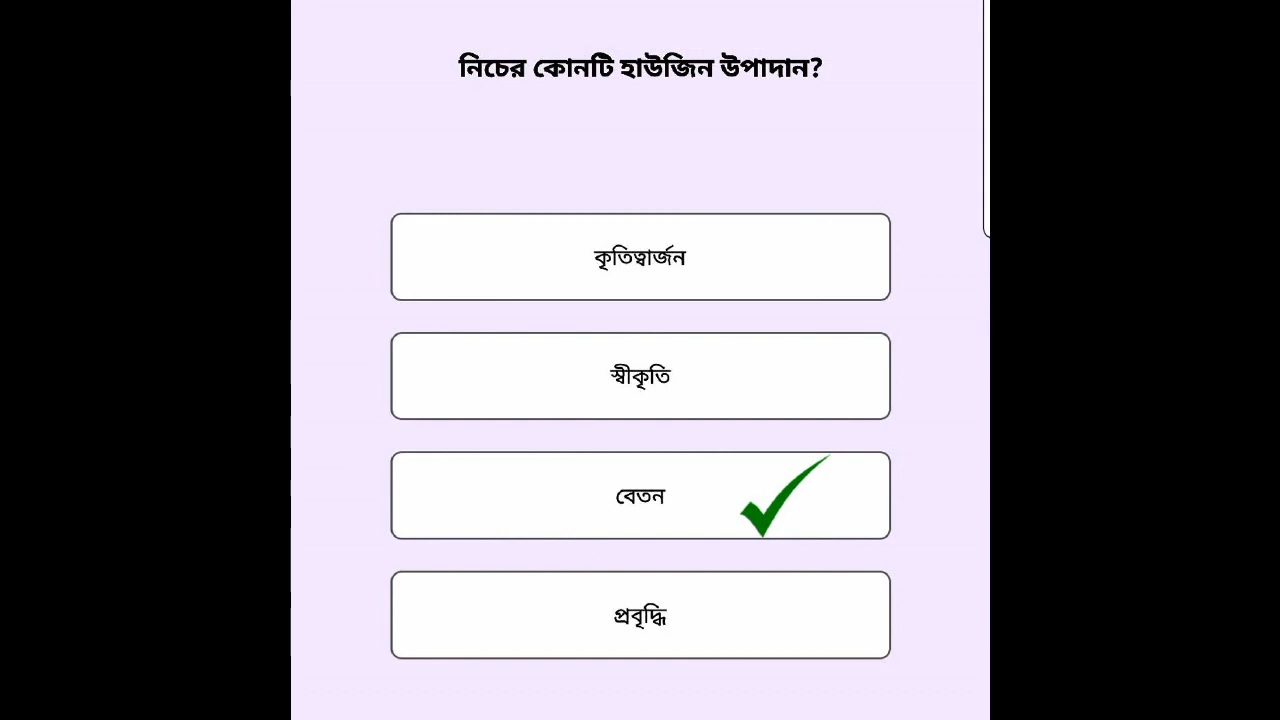 নিচের কোনটি হাউজিন উপাদান?
কৃতিত্বার্জন
স্বীকৃতি
বেতন
প্রবৃদ্ধি